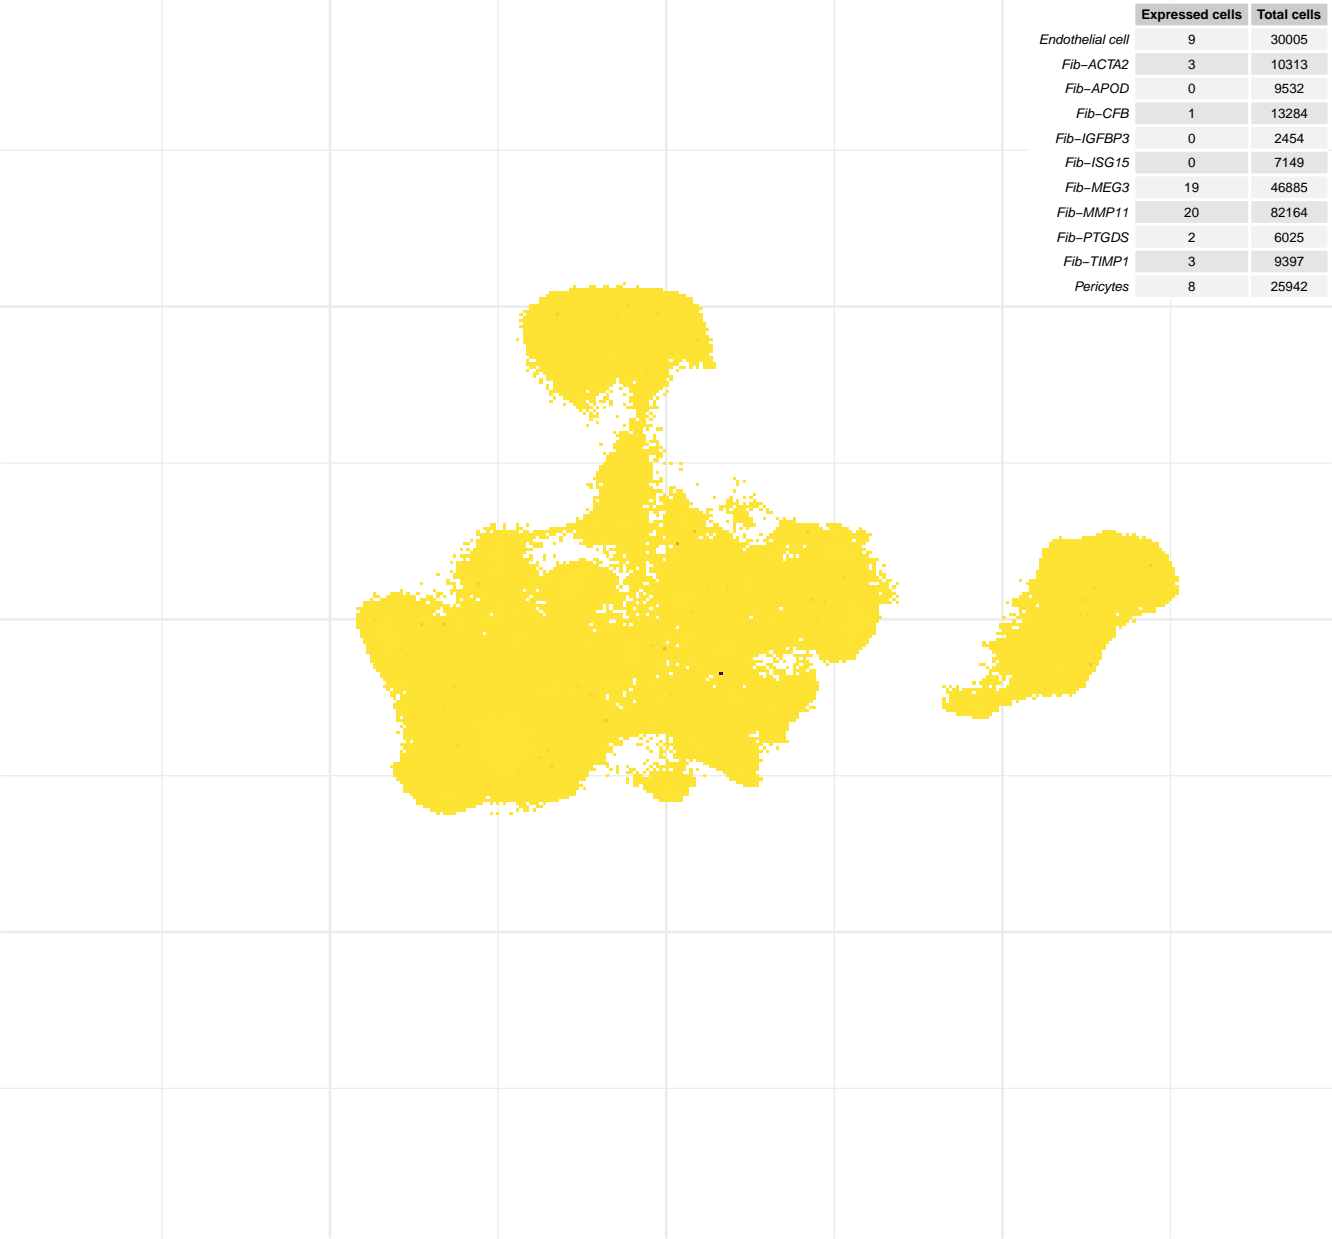 Expressed cells Total cells
Endothelial cell 9 30005
Fib−ACTA2 3 10313
Fib−APOD 0 9532
Fib−CFB 1 13284
Fib−IGFBP3 0 2454
Fib−ISG15 0 7149
Fib−MEG3 19 46885
Fib−MMP11 20 82164
Fib−PTGDS 2 6025
Fib−TIMP1 3 9397
Pericytes 8 25942